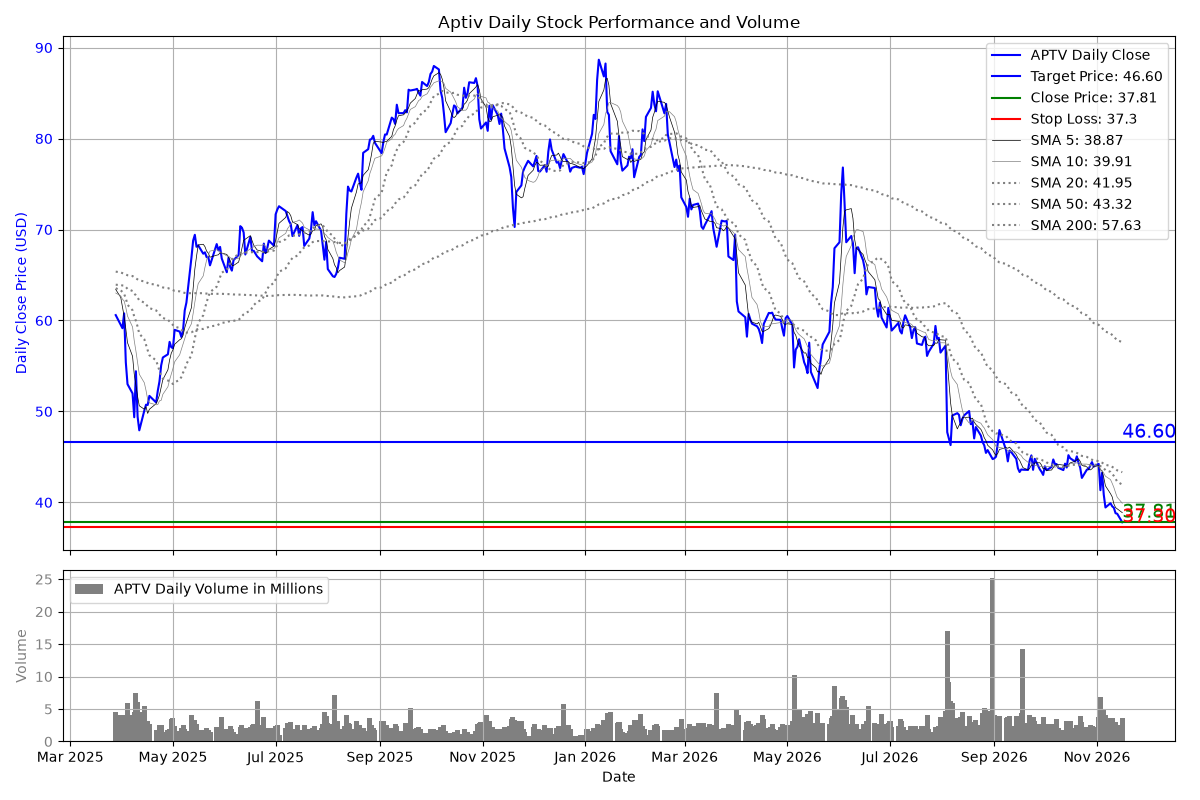 Aptiv Daily Stock Performance and Volume
Daily Close Price (USD)
90
80
70
60
50
40
APTV Daily Close
Target Price: 46.60
Close Price: 37.81
Stop Loss: 37.3
SMA 5: 38.87
SMA 10: 39.91
SMA 20: 41.95
SMA 50: 43.32
SMA 200: 57.63
46.60
37.81
37.30
Volume
25
20
15
10
5
0
APTV Daily Volume in Millions
Mar 2025 May 2025 Jul 2025 Sep 2025 Nov 2025 Jan 2026 Mar 2026 May 2026 Jul 2026 Sep 2026 Nov 2026
Date